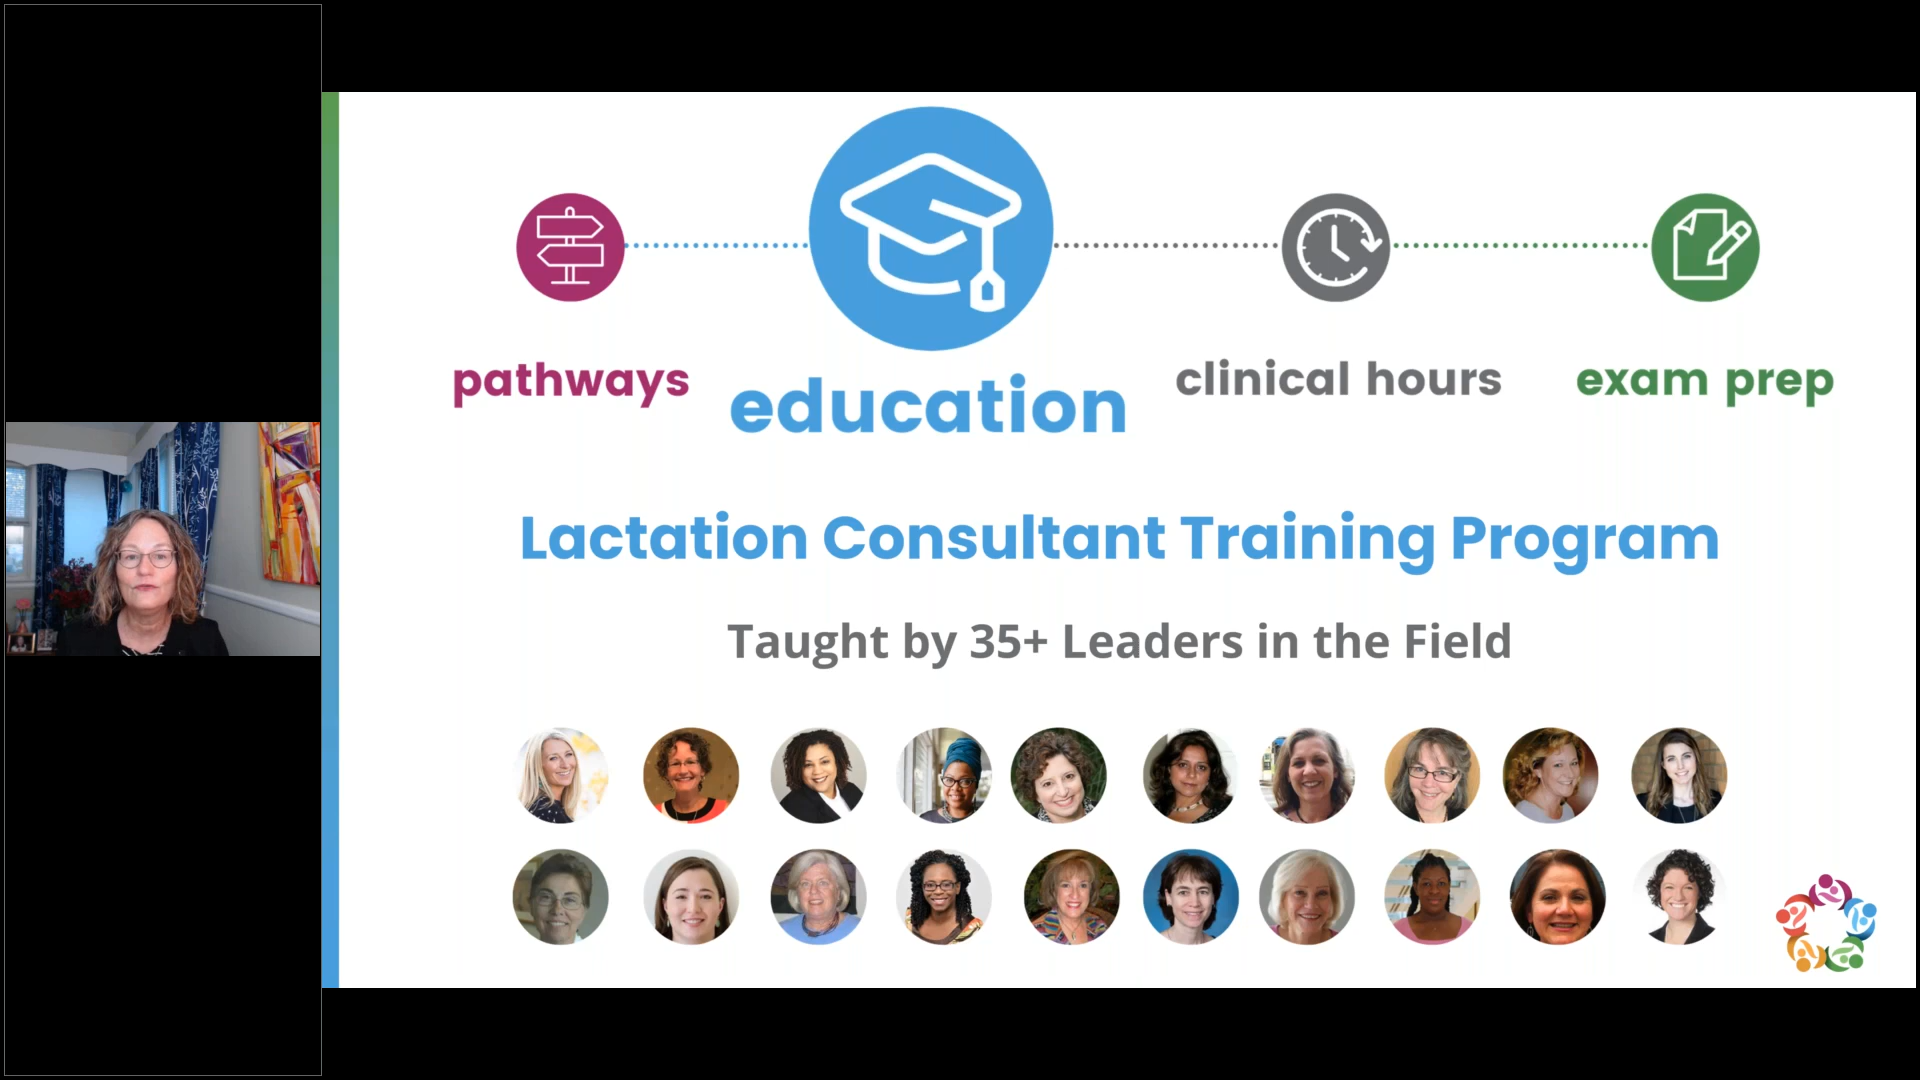 pathways
education
clinical hours
exam prep
Lactation Consultant Training Program
Taught by 35+ Leaders in the Field